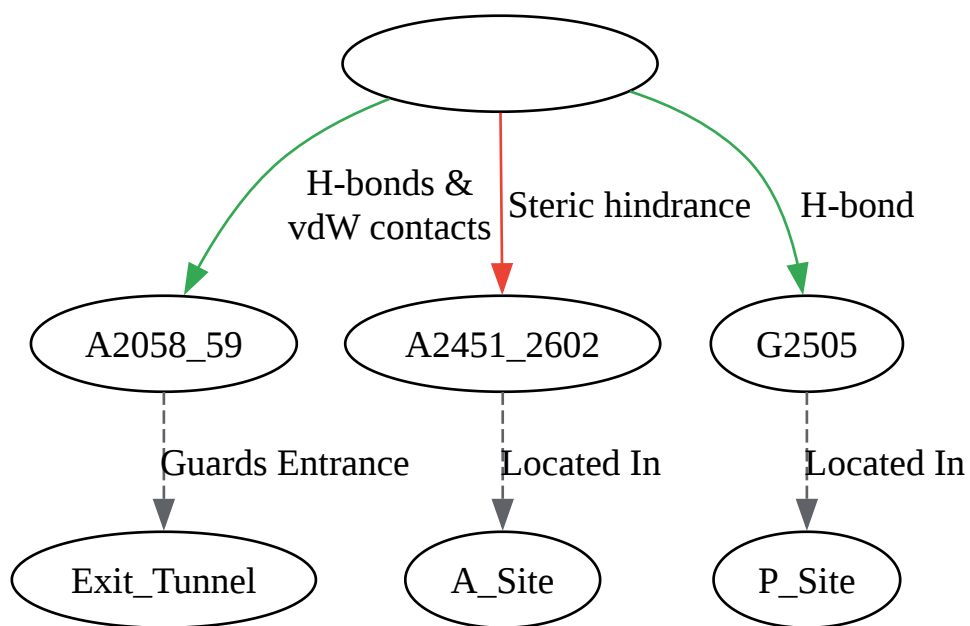 H-bonds &
vdW contacts
Steric hindrance
H-bond
A2058_59
A2451_2602
G2505
Guards Entrance
Located In
Located In
Exit_Tunnel
A_Site
P_Site